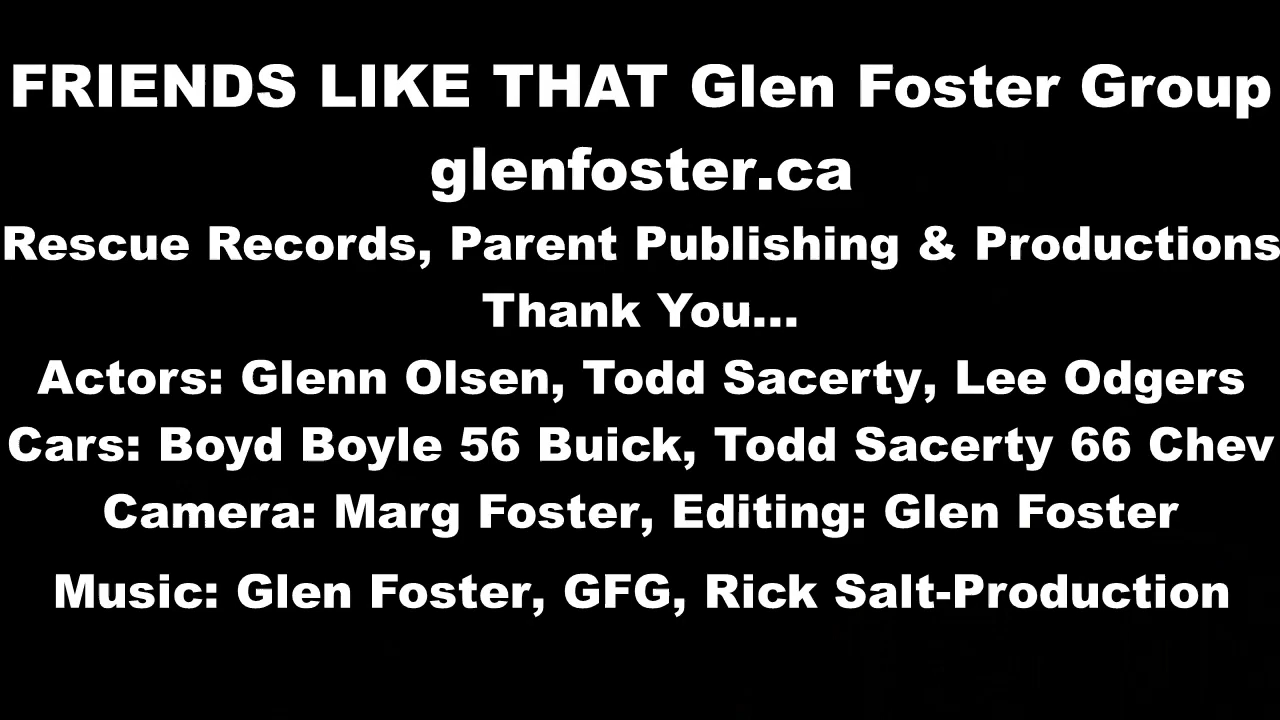 FRIENDS LIKE THAT Glen Foster Group
glenfoster.ca
Rescue Records, Parent Publishing & Productions
Thank You...
Actors: Glenn Olsen, Todd Sacerty, Lee Odgers
Cars: Boyd Boyle 56 Buick, Todd Sacerty 66 Chev
Camera: Marg Foster, Editing: Glen Foster
Music: Glen Foster, GFG, Rick Salt-Production